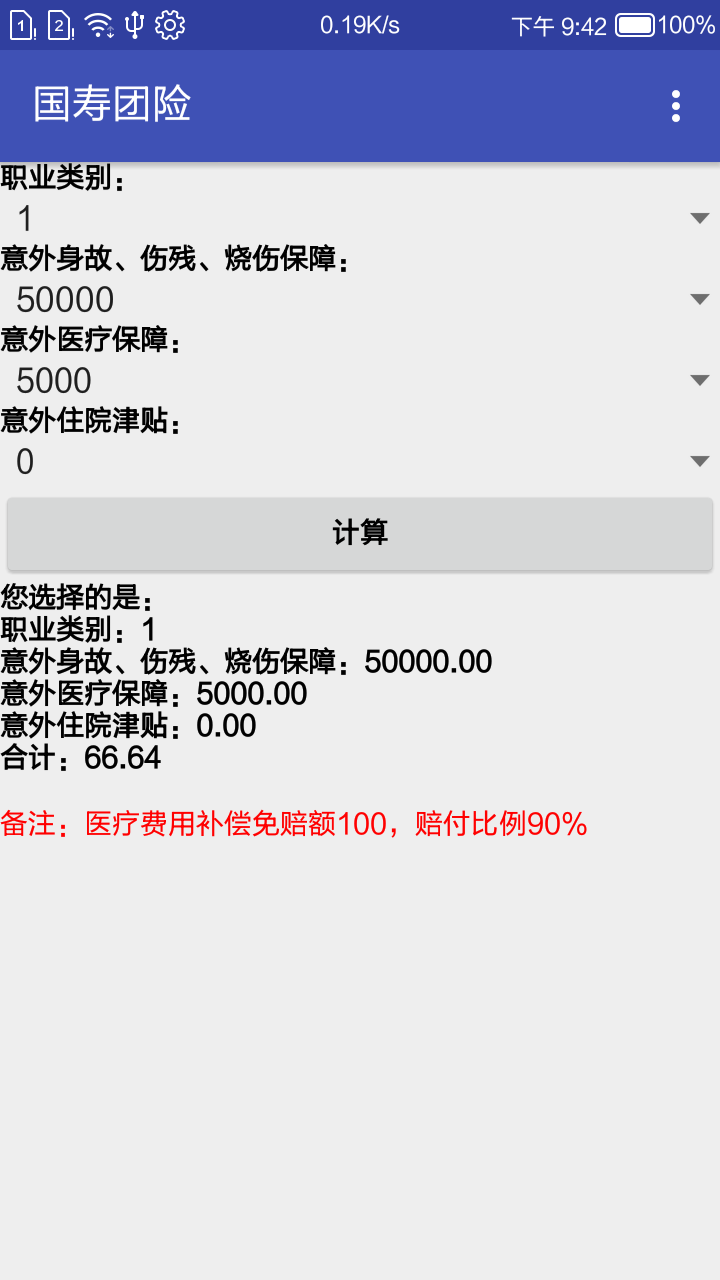 1 2 0.19K/s 下午 9:42 100%
国寿团险
职业类别：
1
意外身故、伤残、烧伤保障：
50000
意外医疗保障：
5000
意外住院津贴：
0
计算
您选择的是：
职业类别：1
意外身故、伤残、烧伤保障：50000.00
意外医疗保障：5000.00
意外住院津贴：0.00
合计：66.64
备注：医疗费用补偿免赔额100，赔付比例90%